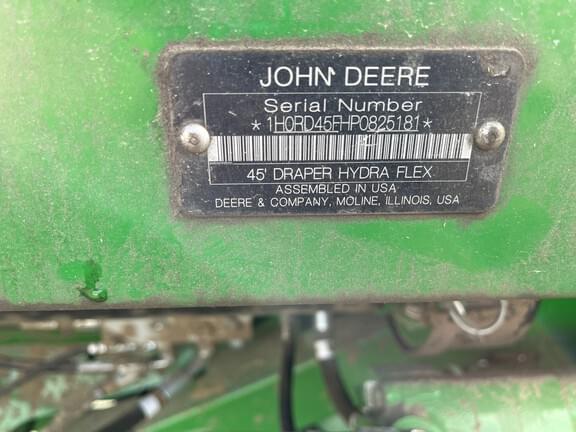 JOHN DEERE
Serial Number
*1H0RD45FHP0825181*
45' DRAPER HYDRA FLEX
ASSEMBLED IN USA
DEERE & COMPANY, MOLINE, ILLINOIS, USA